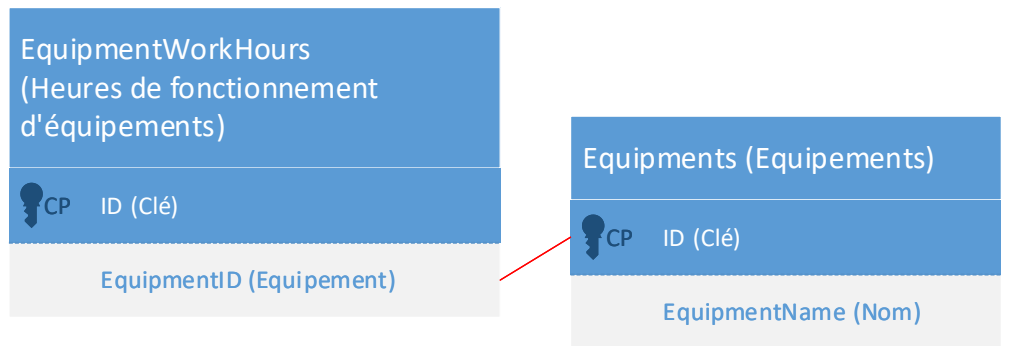 EquipmentWorkHours
(Heures de fonctionnement
d'équipements)
CP ID (Clé)
EquipmentID (Equipement)
Equipments (Equipements)
CP ID (Clé)
EquipmentName (Nom)